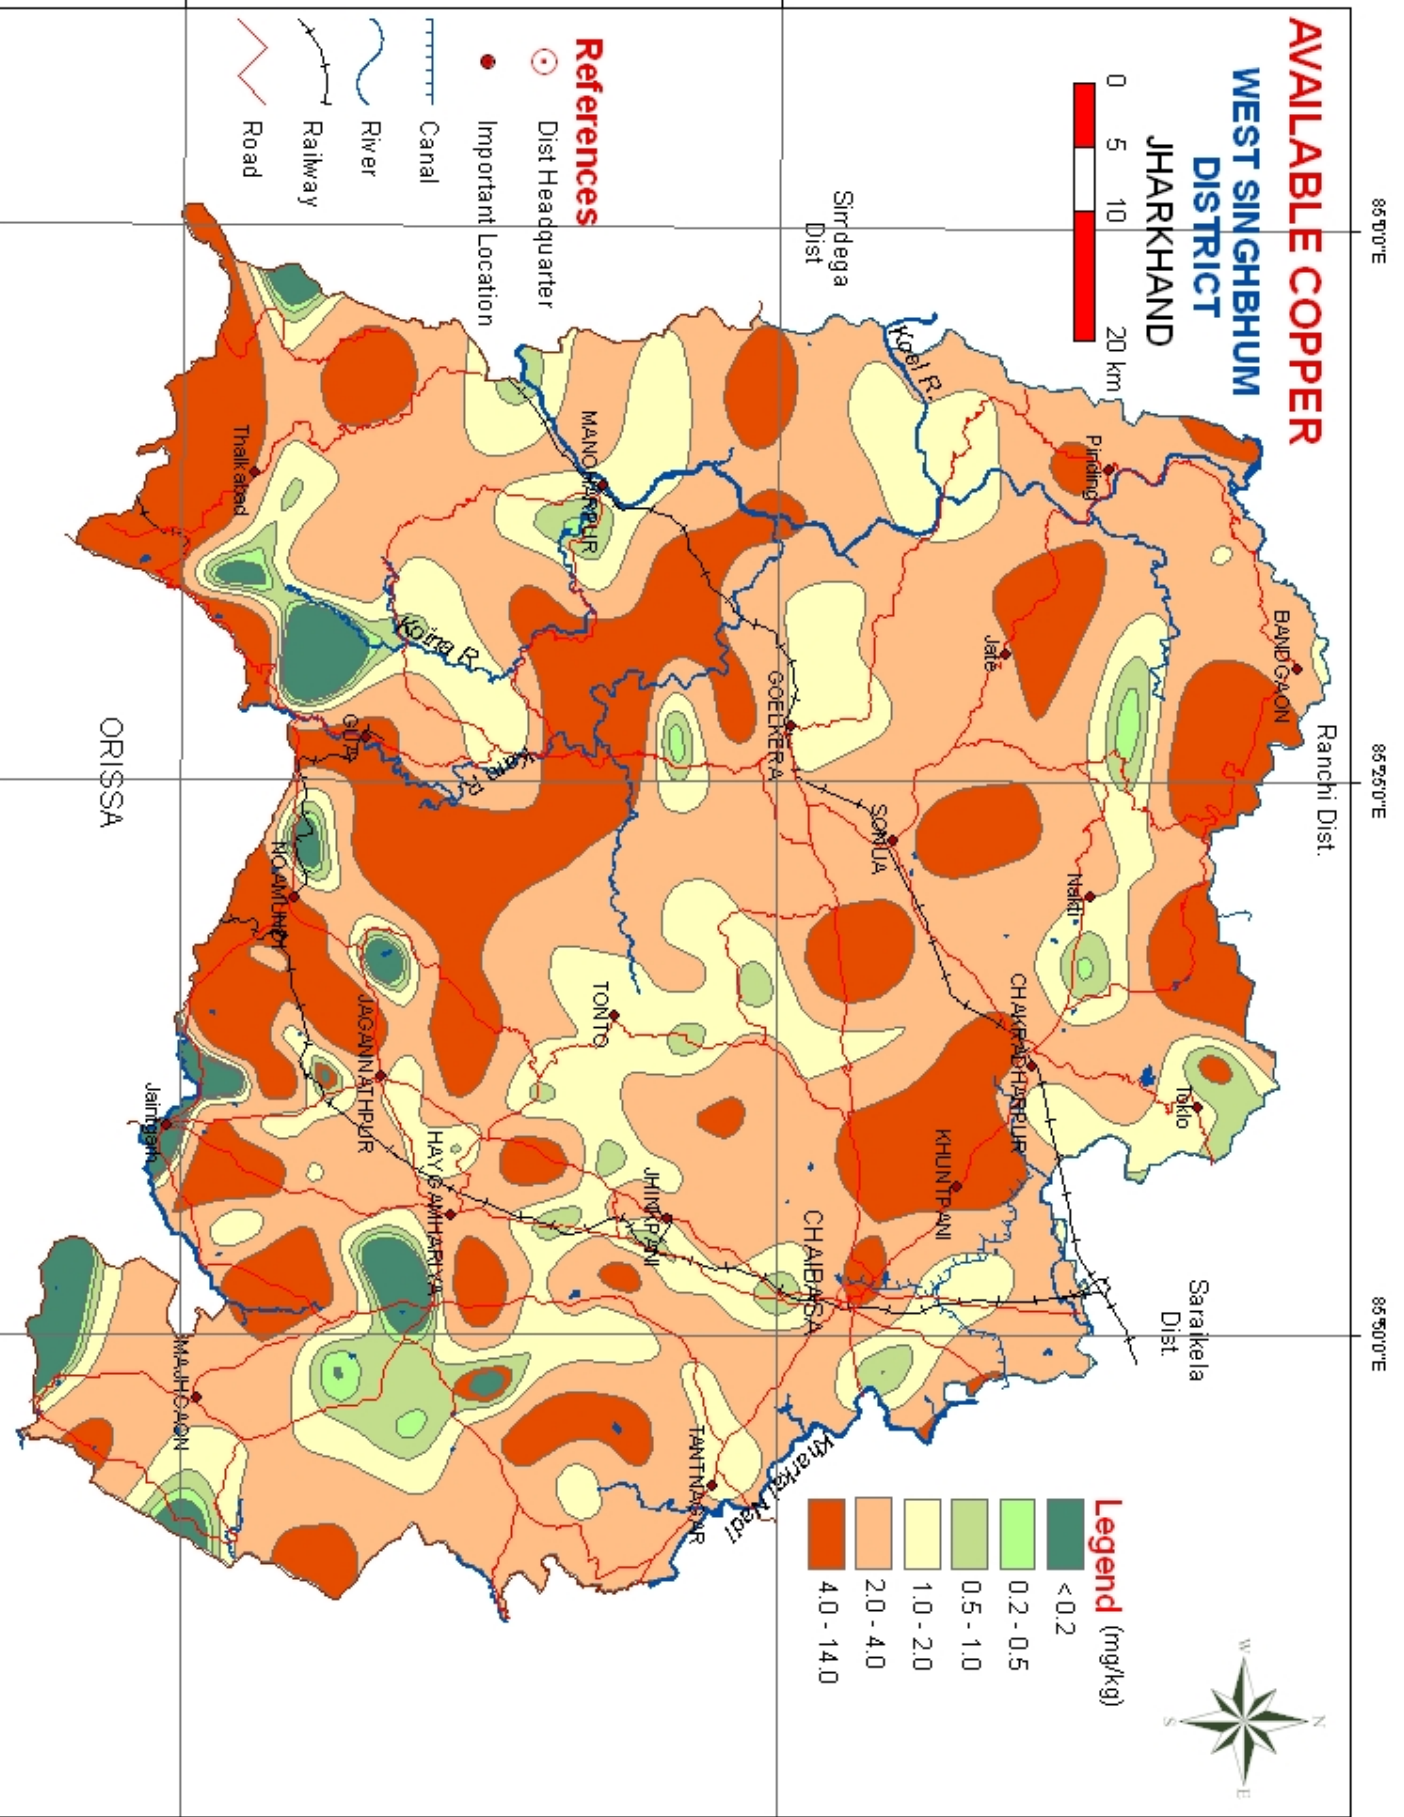 AVAILABLE COPPER
WEST SINGHBHUM
DISTRICT
JHARKHAND
0 5 10 20 km
85°0'0"E
85°25'0"E
85°50'0"E
Simdega
Dist
Ranchi Dist.
Saraikela
Dist.
ORISSA
Koel R.
Pinding
BANDGAON
Jate
Nakti
Toklo
SONUA
CHAKRADHARPUR
KHUNTPANI
GOELKERA
CHAIBASA
MANOHARPUR
Koina R.
Karo R.
TONTO
JHINKPANI
TANTNAGAR
Kharkai Nadi
Thalkabad
GUA
NOAMUNDI
JAGANNATHPUR
HAYGAMHARIYA
Jaintgarh
MAJHGAON
References
Dist Headquarter
Important Location
Canal
River
Railway
Road
Legend (mg/kg)
<0.2
0.2 - 0.5
0.5 - 1.0
1.0 - 2.0
2.0 - 4.0
4.0 - 14.0
N
W
E
S